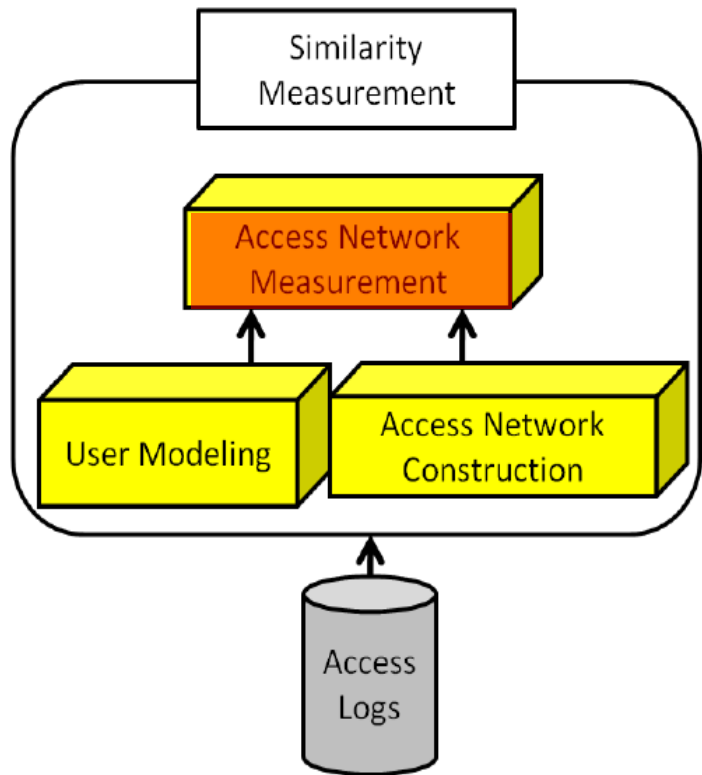 Similarity
Measurement
Access Network
Measurement
User Modeling
Access Network
Construction
Access
Logs